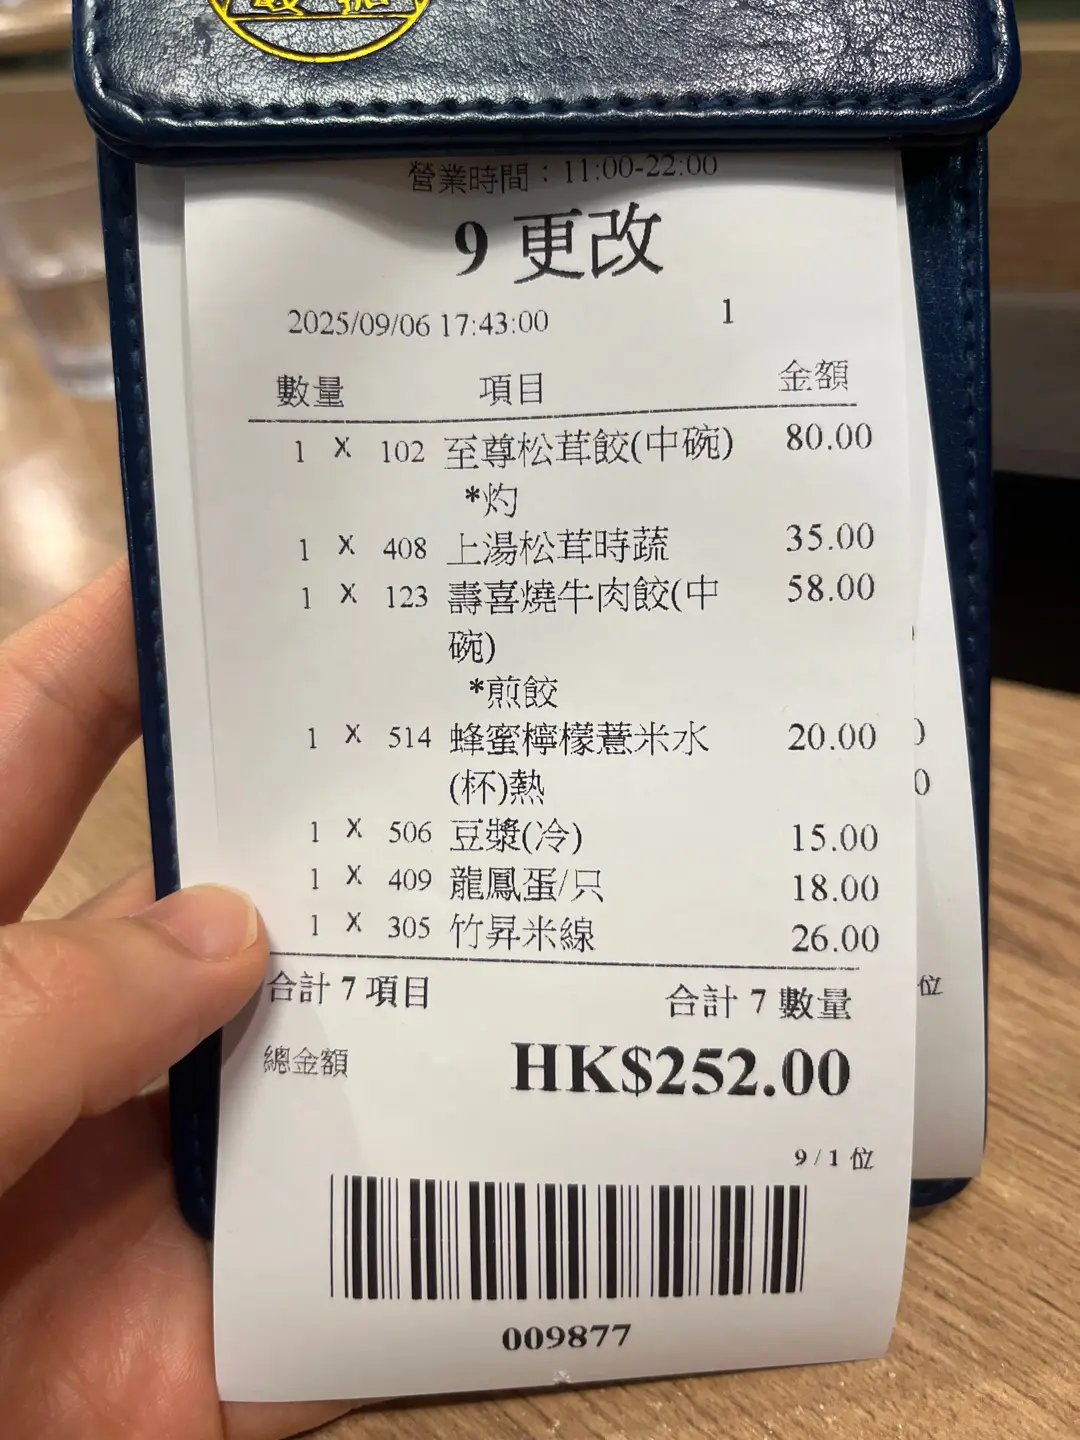 營業時間：11:00-22:00
9 更改
2025/09/06 17:43:00 1
數量 項目 金額
1 X 102 至尊松茸餃(中碗) 80.00
*灼
1 X 408 上湯松茸時蔬 35.00
1 X 123 壽喜燒牛肉餃(中 58.00
碗)
*煎餃
1 X 514 蜂蜜檸檬薏米水 20.00
(杯)熱
1 X 506 豆漿(冷) 15.00
1 X 409 龍鳳蛋/只 18.00
1 X 305 竹昇米線 26.00
合計 7 項目 合計 7 數量
總金額 HK$252.00
9 / 1 位
009877
位